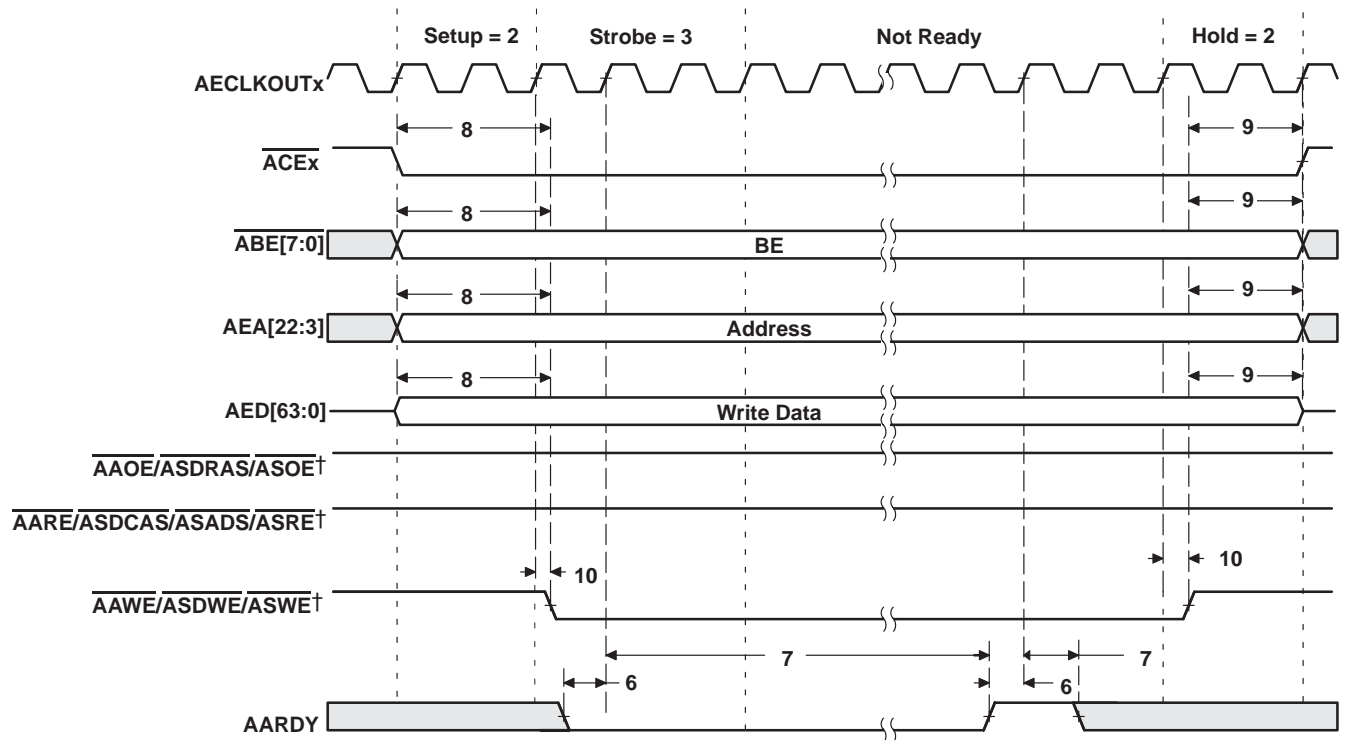 Setup = 2 Strobe = 3 Not Ready Hold = 2
AECLKOUTx
8 9
ACEx
8 9
ABE[7:0] BE
8 9
AEA[22:3] Address
8 9
AED[63:0] Write Data
AAOE/ASDRAS/ASOE†
AARE/ASDCAS/ASADS/ASRE†
10 10
AAWE/ASDWE/ASWE†
7 7
6 6
AARDY